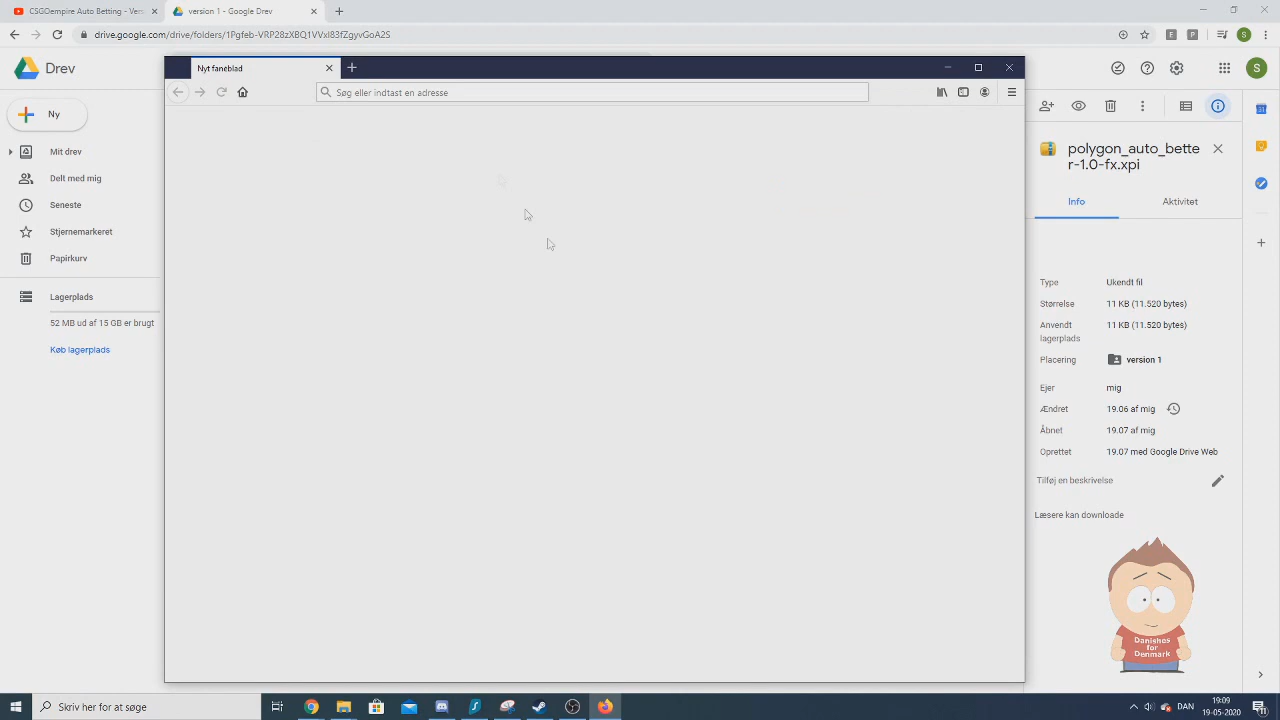 CSGOempire Auto Betting - Vers
version 1 - Google Drev
drive.google.com/drive/folders/1Pgfeb-VRP28zXBQ1VVxI83fZgyvGoA2S
Drev
Ny
Mit drev
Delt med mig
Seneste
Stjernemarkeret
Papirkurv
Lagerplads
52 MB ud af 15 GB er brugt
Køb lagerplads
Nyt faneblad
Søg eller indtast en adresse
E
P
S
S
polygon_auto_bette
r-1.0-fx.xpi
Info
Aktivitet
Type
Ukendt fil
Størrelse
11 KB (11.520 bytes)
Anvendt
lagerplads
11 KB (11.520 bytes)
Placering
version 1
Ejer
mig
Ændret
19.06 af mig
Åbnet
19.07 af mig
Oprettet
19.07 med Google Drive Web
Tilføj en beskrivelse
Læsere kan downloade
Danishes
for
Denmark
Skriv her for at søge
DAN
19:09
19-05-2020